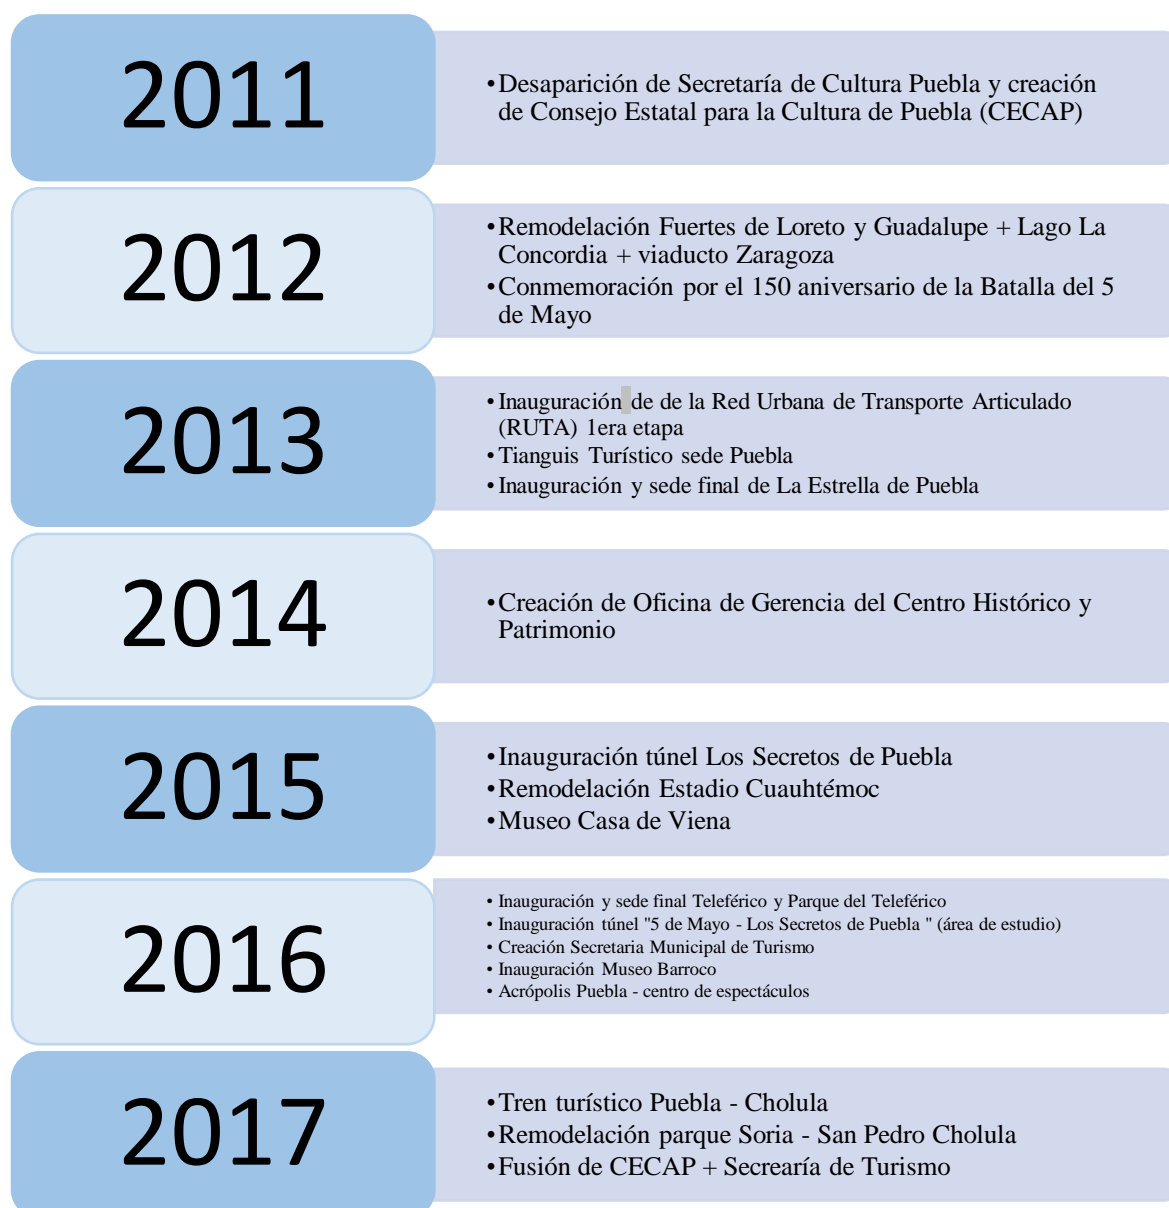 2011
•Desaparición de Secretaría de Cultura Puebla y creación
de Consejo Estatal para la Cultura de Puebla (CECAP)
2012
•Remodelación Fuertes de Loreto y Guadalupe + Lago La
Concordia + viaducto Zaragoza
•Conmemoración por el 150 aniversario de la Batalla del 5
de Mayo
2013
•Inauguración de de la Red Urbana de Transporte Articulado
(RUTA) 1era etapa
•Tianguis Turístico sede Puebla
•Inauguración y sede final de La Estrella de Puebla
2014
•Creación de Oficina de Gerencia del Centro Histórico y
Patrimonio
2015
•Inauguración túnel Los Secretos de Puebla
•Remodelación Estadio Cuauhtémoc
•Museo Casa de Viena
2016
• Inauguración y sede final Teleférico y Parque del Teleférico
• Inauguración túnel "5 de Mayo - Los Secretos de Puebla " (área de estudio)
• Creación Secretaria Municipal de Turismo
• Inauguración Museo Barroco
• Acrópolis Puebla - centro de espectáculos
2017
•Tren turístico Puebla - Cholula
•Remodelación parque Soria - San Pedro Cholula
•Fusión de CECAP + Secrearía de Turismo